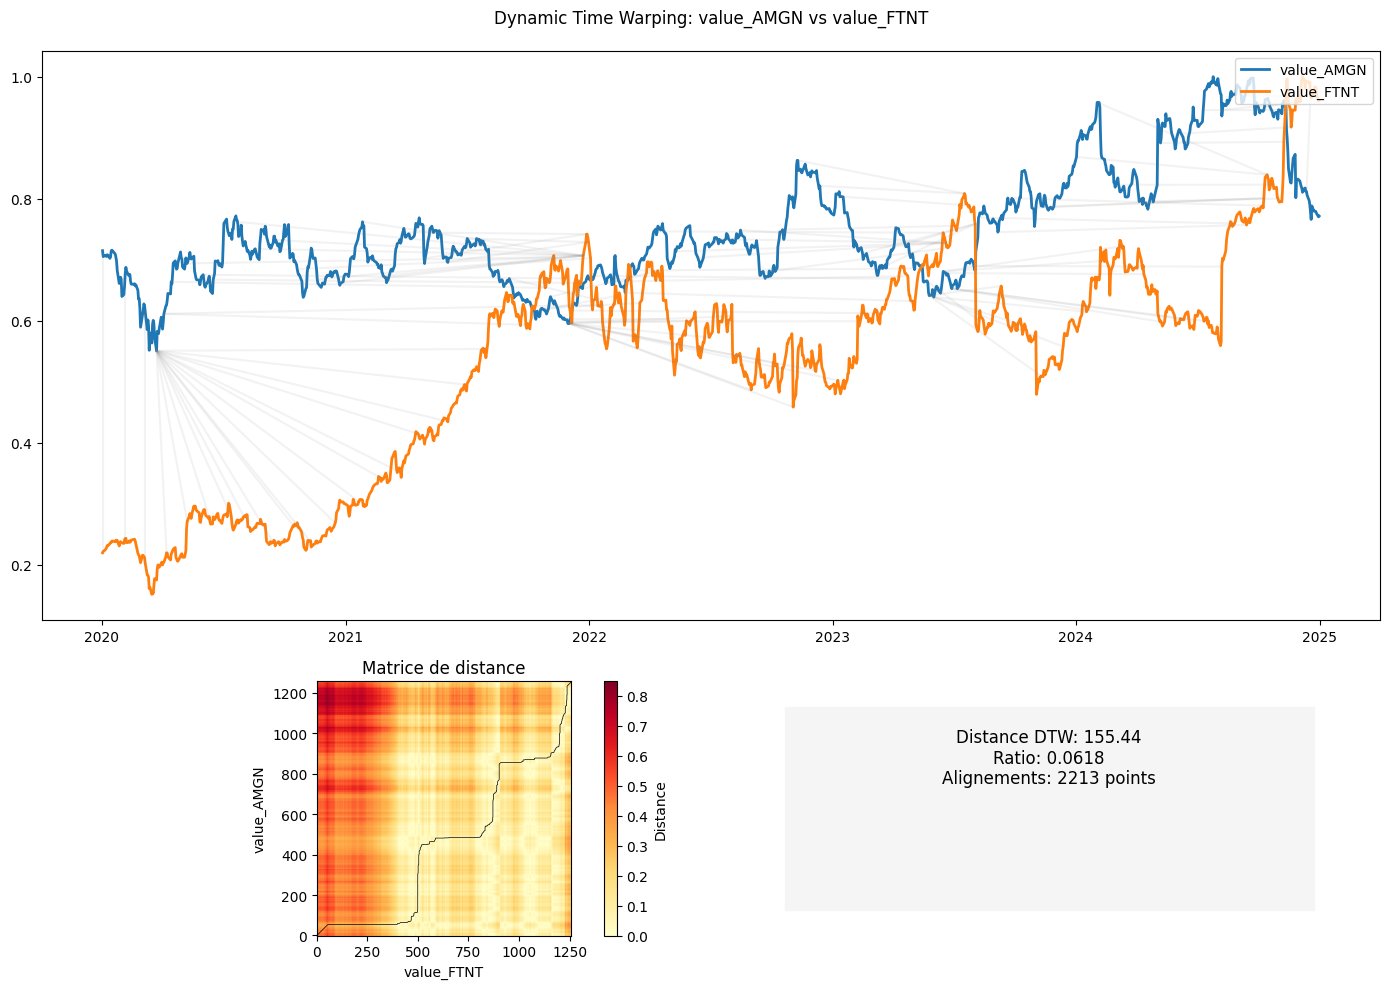 Dynamic Time Warping: value_AMGN vs value_FTNT
value_AMGN
value_FTNT
1.0
0.8
0.6
0.4
0.2
2020 2021 2022 2023 2024 2025
Matrice de distance
1200
1000
800
600
400
200
0
value_AMGN
0 250 500 750 1000 1250
value_FTNT
0.8
0.7
0.6
0.5
0.4
0.3
0.2
0.1
0.0
Distance
Distance DTW: 155.44
Ratio: 0.0618
Alignements: 2213 points